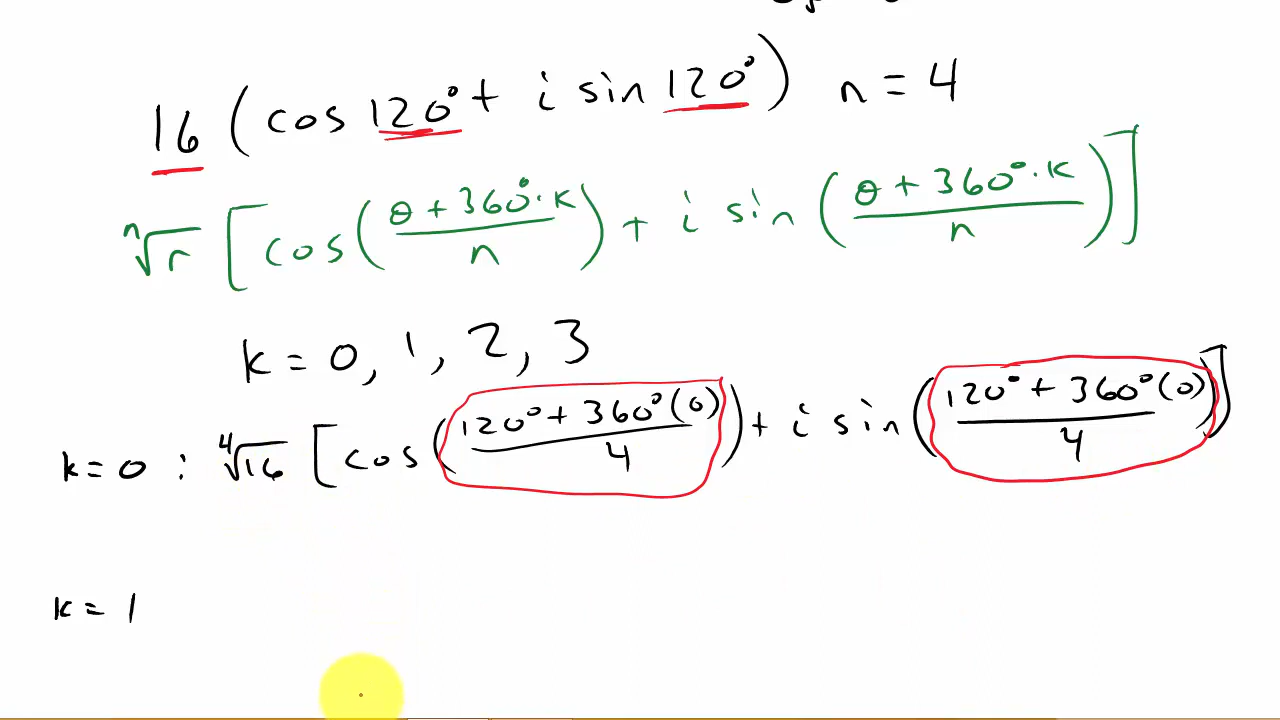 16 (cos 120° + i sin 120°) n = 4
ⁿ√r [cos((θ + 360°·k)/n) + i sin((θ + 360°·k)/n)]
k = 0, 1, 2, 3
k = 0 : ⁴√16 [cos((120° + 360°(0))/4) + i sin((120° + 360°(0))/4)]
k = 1